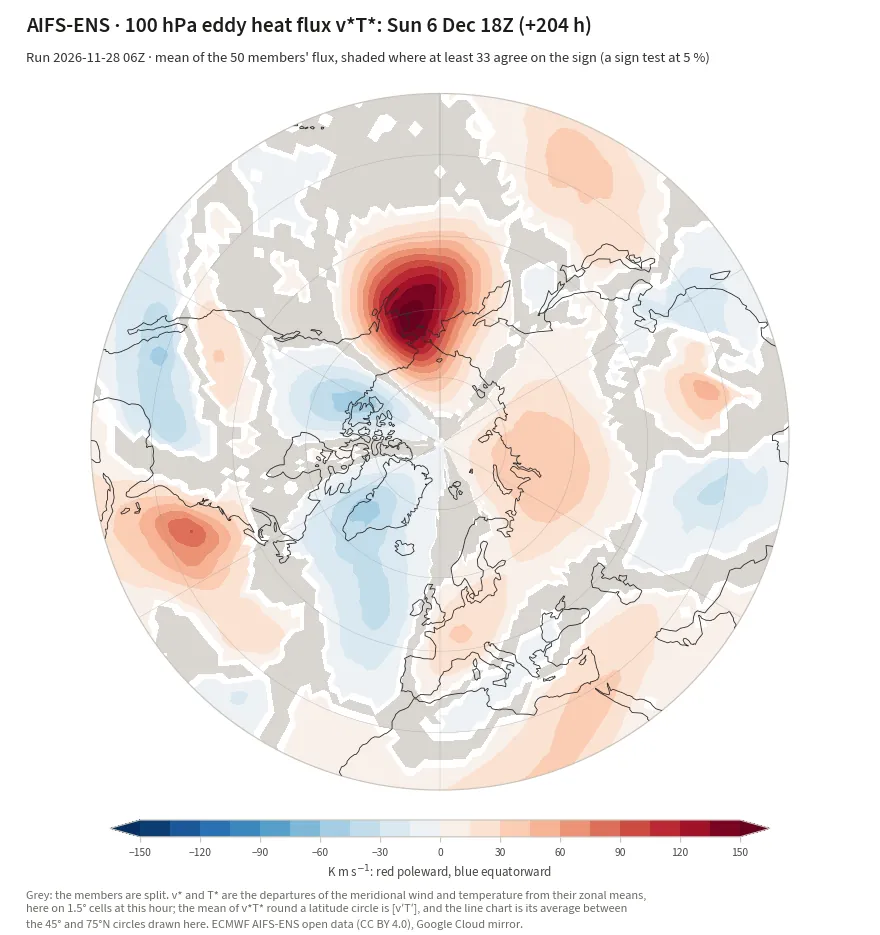 AIFS-ENS · 100 hPa eddy heat flux v*T*: Sun 6 Dec 18Z (+204 h)
Run 2026-11-28 06Z · mean of the 50 members' flux, shaded where at least 33 agree on the sign (a sign test at 5 %)
−150 −120 −90 −60 −30 0 30 60 90 120 150
K m s⁻¹: red poleward, blue equatorward
Grey: the members are split. v* and T* are the departures of the meridional wind and temperature from their zonal means,
here on 1.5° cells at this hour; the mean of v*T* round a latitude circle is [v'T'], and the line chart is its average between
the 45° and 75°N circles drawn here. ECMWF AIFS-ENS open data (CC BY 4.0), Google Cloud mirror.